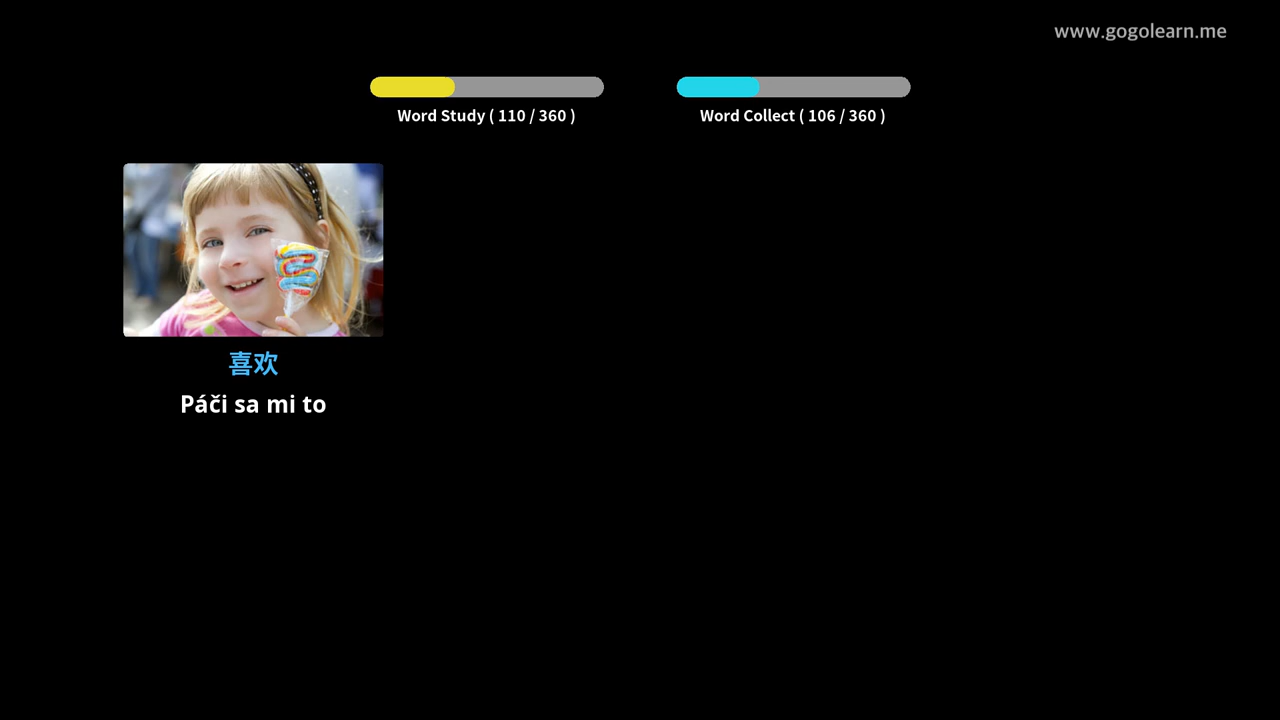 www.gogolearn.me
Word Study ( 110 / 360 )
Word Collect ( 106 / 360 )
喜欢
Páči sa mi to